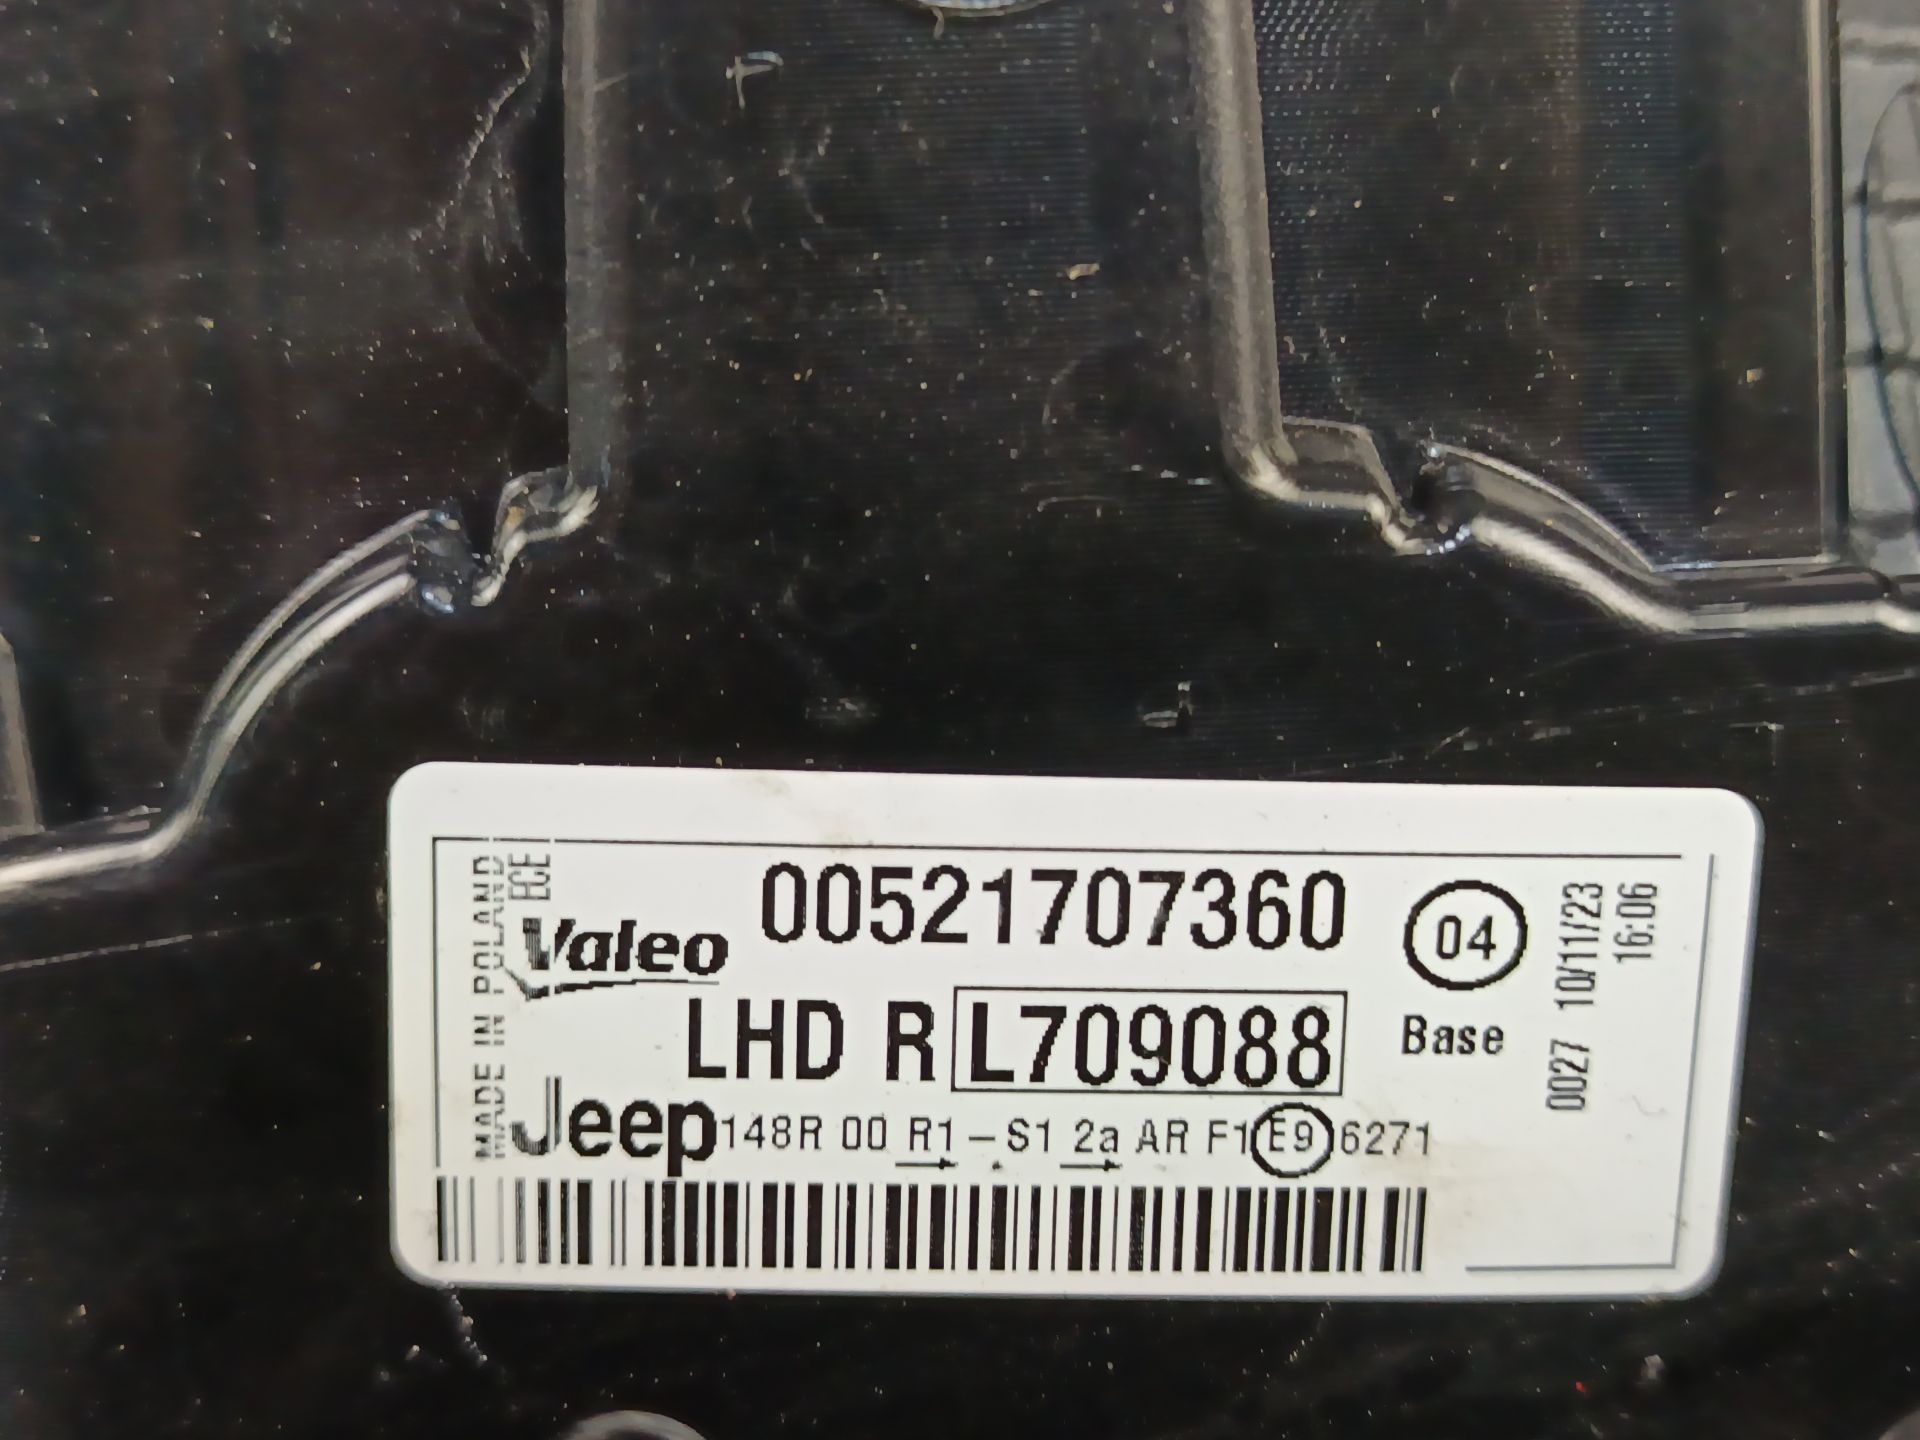 MADE IN POLAND
ECE
Valeo
00521707360
04
LHD R L709088
Base
0027 10/11/23
16:06
Jeep
148R 00 R1 – S1 2a AR F1 E9 6271